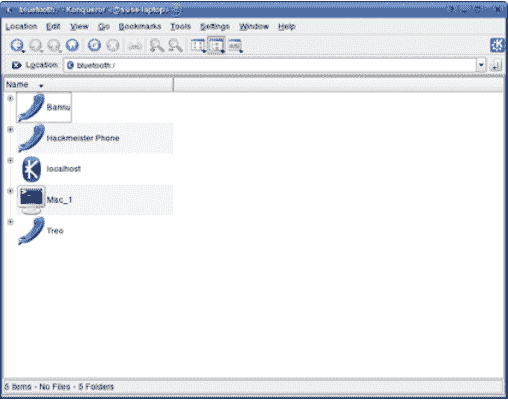 bluetooth:/ - Konqueror <@suse-laptop>
Location Edit View Go Bookmarks Tools Settings Window Help
Location: bluetooth:/
Name
Bannu
Hackmeister Phone
localhost
Mac_1
Treo
5 Items - No Files - 5 Folders